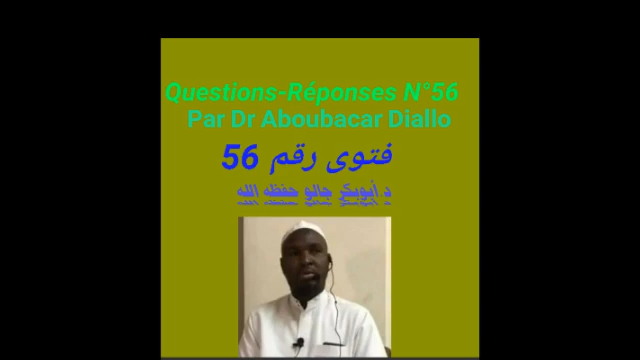 Questions-Réponses N°56
Par Dr Aboubacar Diallo
فتوى رقم 56
د أبوبكر جالو حفظه الله